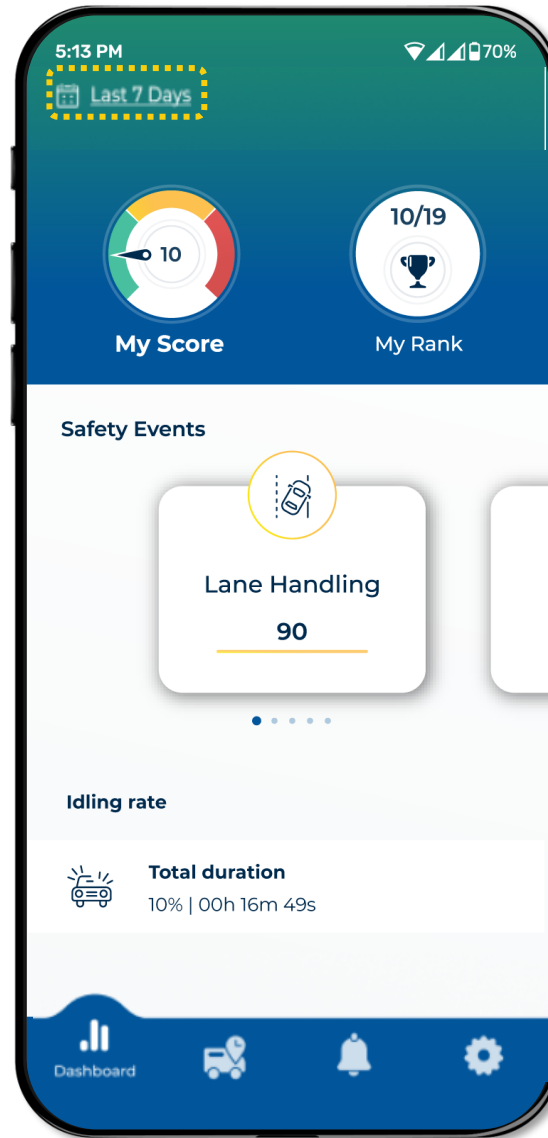 5:13 PM 70%
Last 7 Days
10 10/19
My Score My Rank
Safety Events
Lane Handling
90
Idling rate
Total duration
10% | 00h 16m 49s
Dashboard